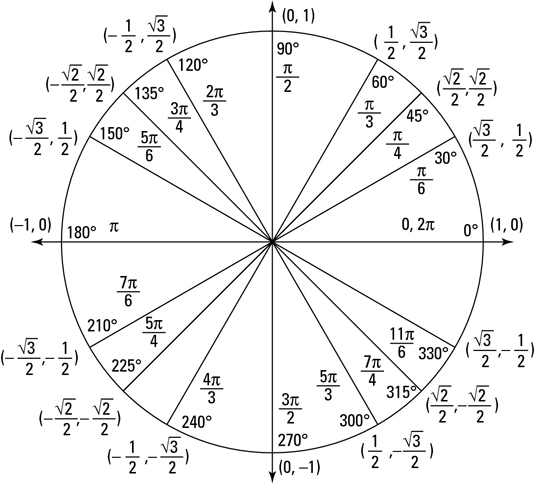 (0, 1)
(-1/2, √3/2)
(1/2, √3/2)
90°
π/2
120°
2π/3
60°
π/3
(-√2/2, √2/2)
(√2/2, √2/2)
135°
3π/4
45°
π/4
(-√3/2, 1/2)
(√3/2, 1/2)
150°
5π/6
30°
π/6
(-1, 0)
180° π
0, 2π 0°
(1, 0)
7π/6
210°
11π/6
330°
(-√3/2, -1/2)
(√3/2, -1/2)
5π/4
225°
7π/4
315°
(-√2/2, -√2/2)
(√2/2, -√2/2)
4π/3
240°
3π/2
270°
5π/3
300°
(-1/2, -√3/2)
(1/2, -√3/2)
(0, -1)